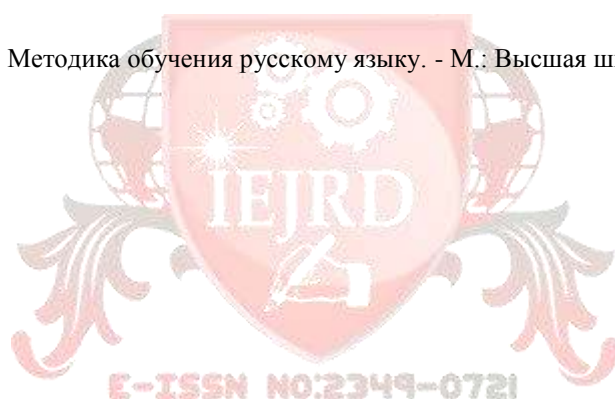 Методика обучения русскому языку. - М.: Высшая
IEJRD
E-ISSN NO:2349-0721